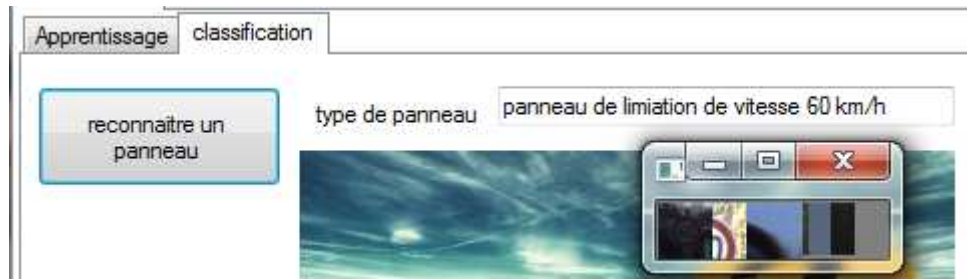 Apprentissage classification
reconnaitre un
panneau
type de panneau
panneau de limiation de vitesse 60 km/h